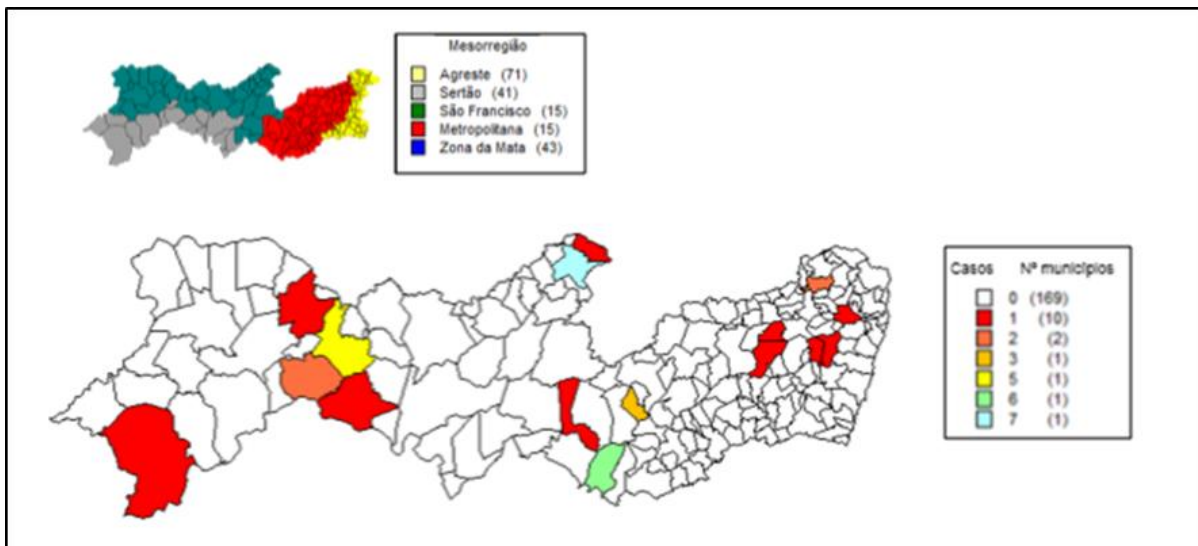 Mesorregião
Agreste (71)
Sertão (41)
São Francisco (15)
Metropolitana (15)
Zona da Mata (43)
Casos Nº municípios
0 (169)
1 (10)
2 (2)
3 (1)
5 (1)
6 (1)
7 (1)